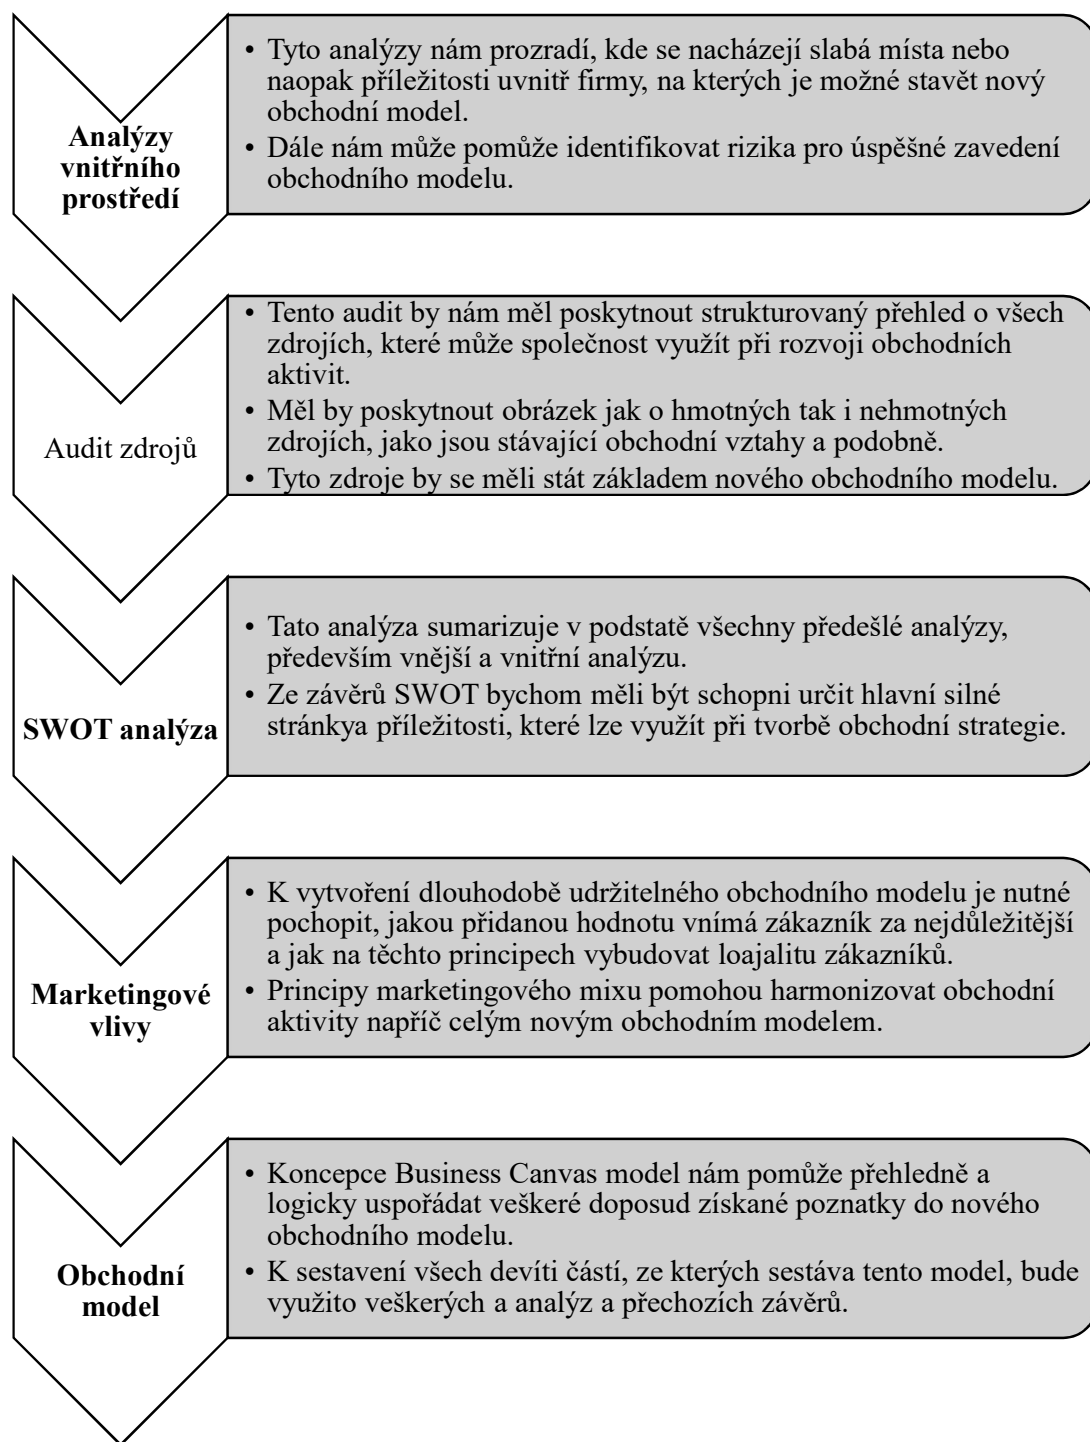 Analýzy
vnitřního
prostředí
• Tyto analýzy nám prozradí, kde se nacházejí slabá místa nebo
naopak příležitosti uvnitř firmy, na kterých je možné stavět nový
obchodní model.
• Dále nám může pomůže identifikovat rizika pro úspěšné zavedení
obchodního modelu.
Audit zdrojů
• Tento audit by nám měl poskytnout strukturovaný přehled o všech
zdrojích, které může společnost využít při rozvoji obchodních
aktivit.
• Měl by poskytnout obrázek jak o hmotných tak i nehmotných
zdrojích, jako jsou stávající obchodní vztahy a podobně.
• Tyto zdroje by se měli stát základem nového obchodního modelu.
SWOT analýza
• Tato analýza sumarizuje v podstatě všechny předešlé analýzy,
především vnější a vnitřní analýzu.
• Ze závěrů SWOT bychom měli být schopni určit hlavní silné
stránkya příležitosti, které lze využít při tvorbě obchodní strategie.
Marketingové
vlivy
• K vytvoření dlouhodobě udržitelného obchodního modelu je nutné
pochopit, jakou přidanou hodnotu vnímá zákazník za nejdůležitější
a jak na těchto principech vybudovat loajalitu zákazníků.
• Principy marketingového mixu pomohou harmonizovat obchodní
aktivity napříč celým novým obchodním modelem.
Obchodní
model
• Koncepce Business Canvas model nám pomůže přehledně a
logicky uspořádat veškeré doposud získané poznatky do nového
obchodního modelu.
• K sestavení všech devíti částí, ze kterých sestáva tento model, bude
využito veškerých a analýz a přechozích závěrů.